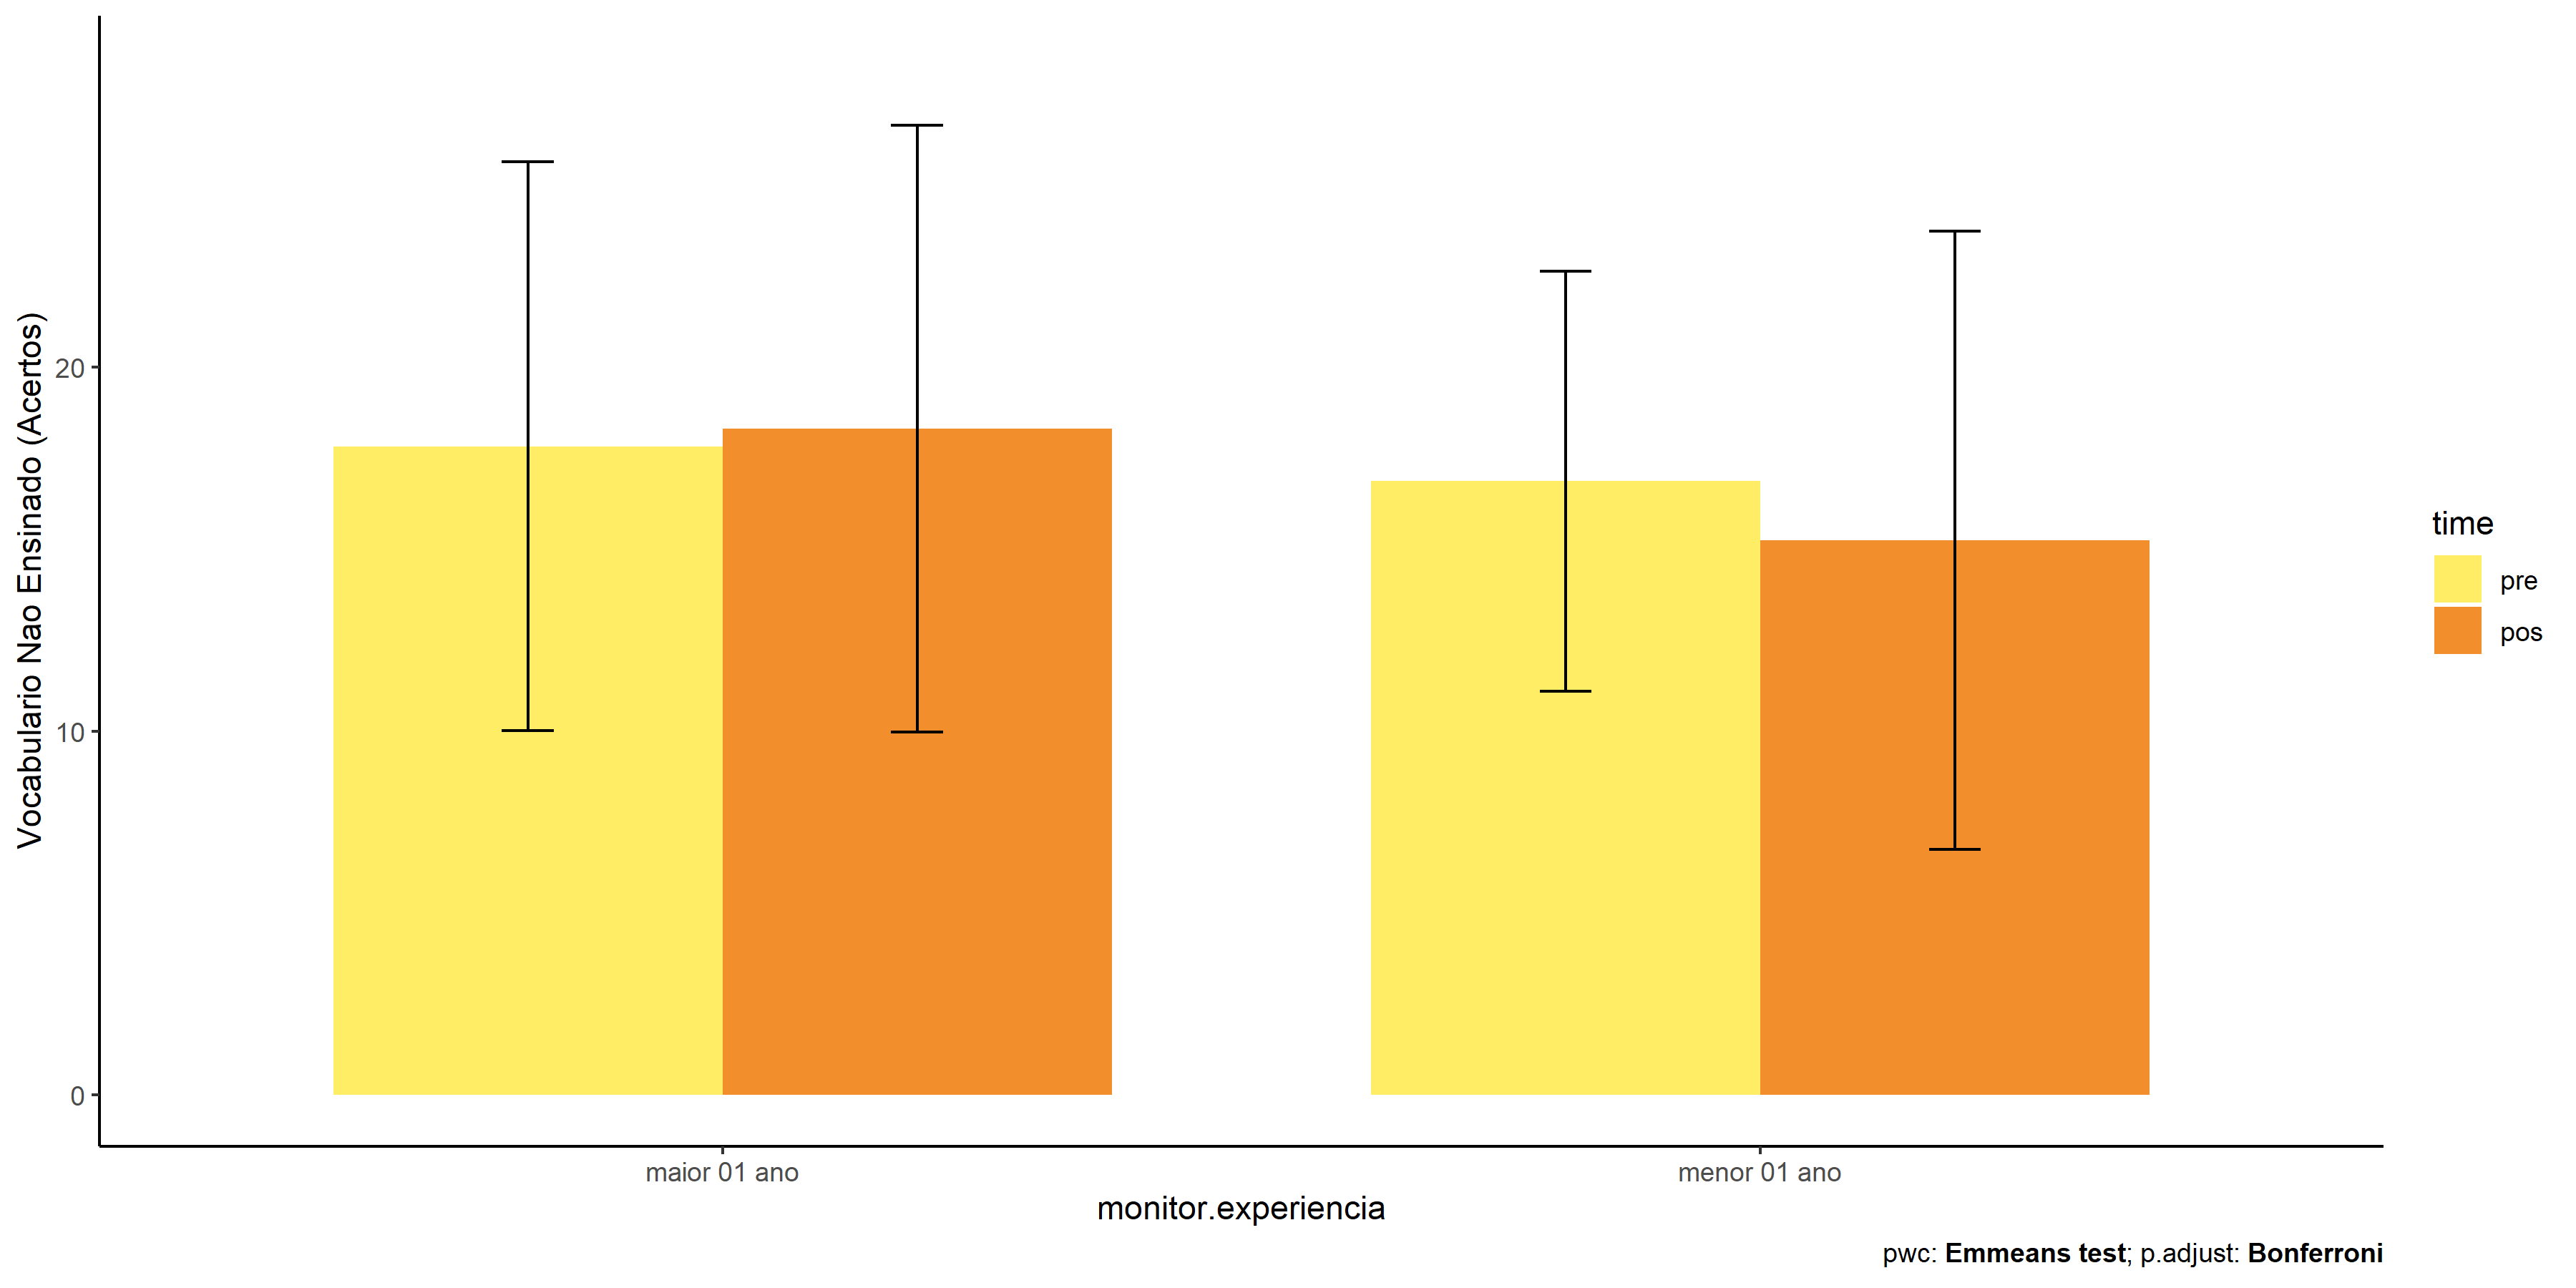 Vocabulario Nao Ensinado (Acertos)
20
10
0
maior 01 ano
menor 01 ano
monitor.experiencia
time
pre
pos
pwc: Emmeans test; p.adjust: Bonferroni